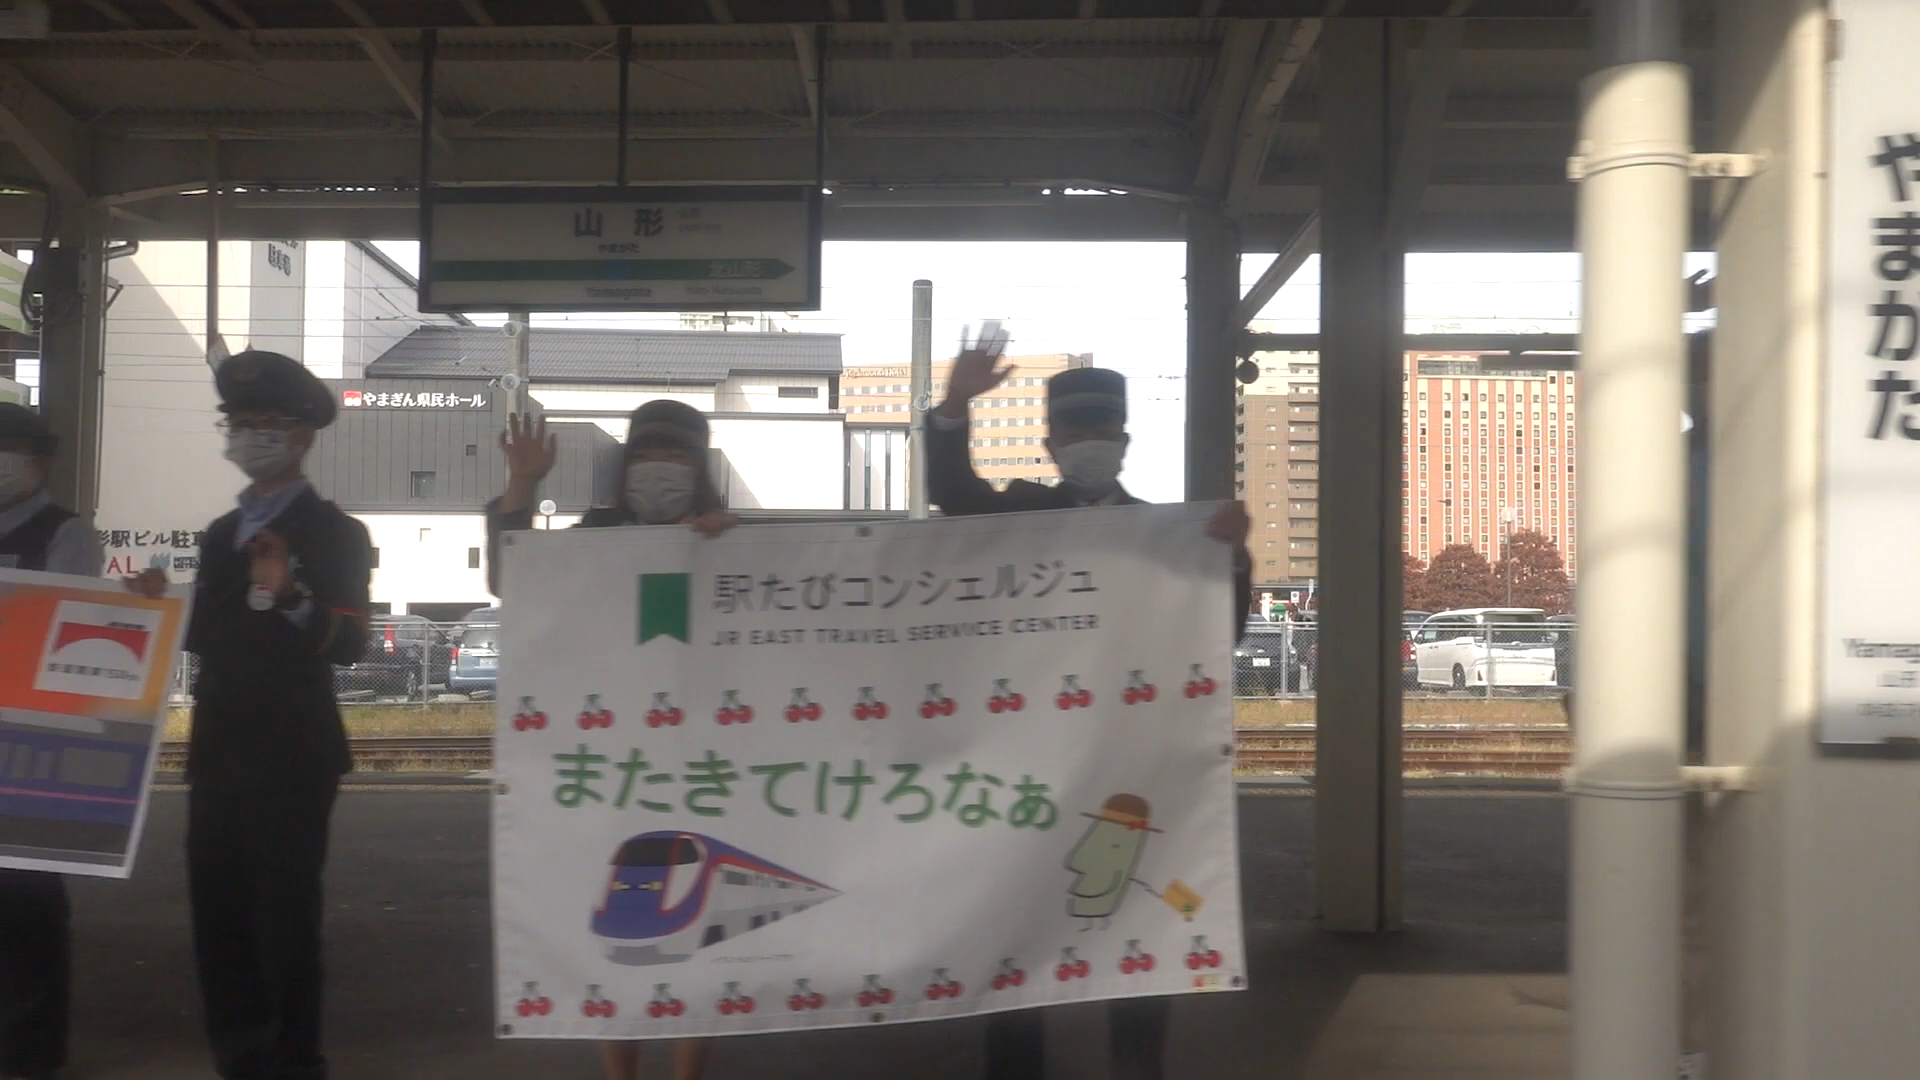 山形
やまがた
北山形
Yamagata
やまぎん県民ホール
形駅ビル駐車
駅たびコンシェルジュ
JR EAST TRAVEL SERVICE CENTER
またきてけろなぁ
やまがた